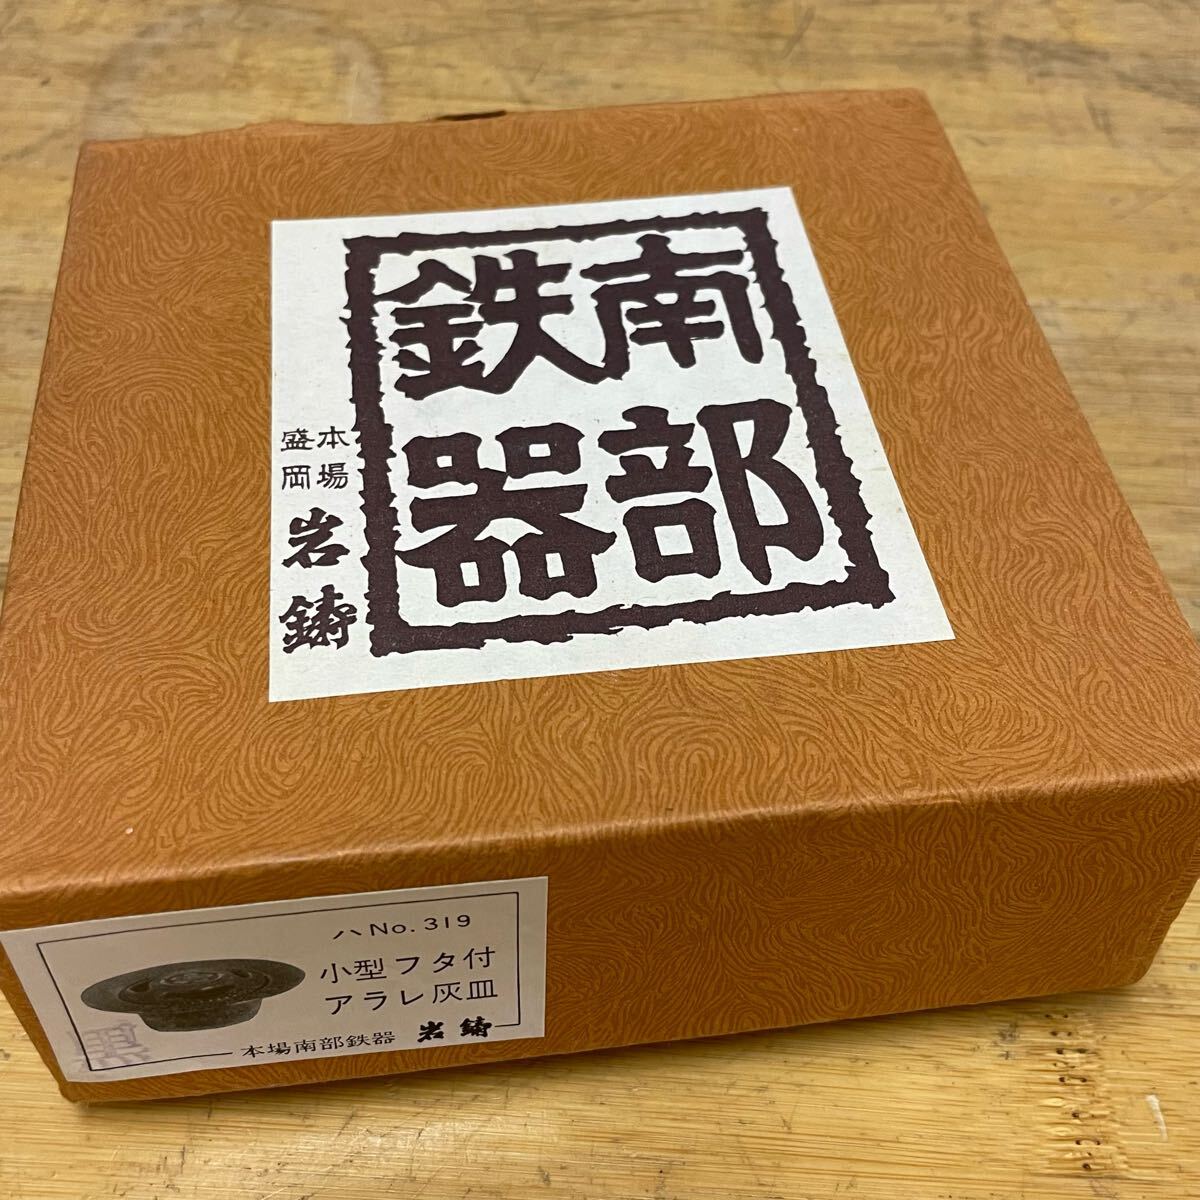 南部
鉄器
本場
盛岡
岩鋳
ハNo.319
小型フタ付
アラレ灰皿
本場南部鉄器 岩鋳
黒